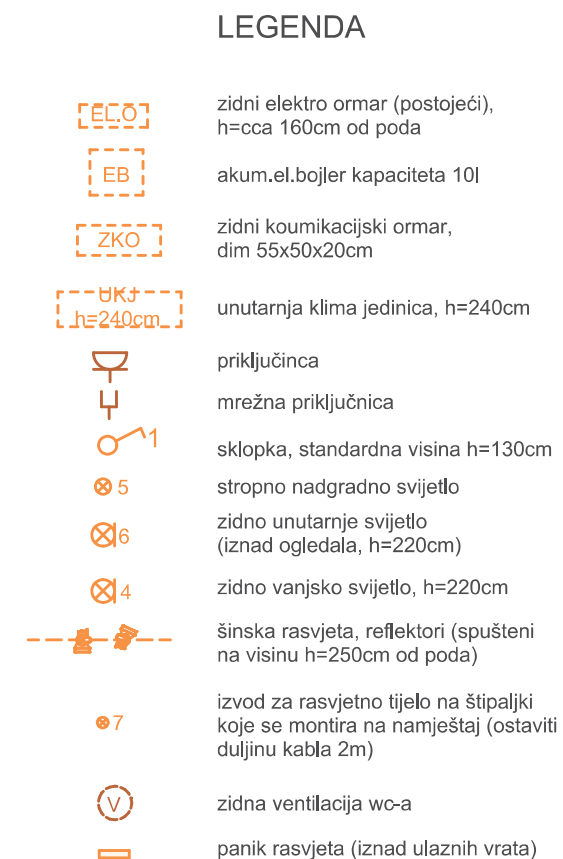 LEGENDA
EL.O zidni elektro ormar (postojeći),
h=cca 160cm od poda
EB akum.el.bojler kapaciteta 10l
ZKO zidni koumikacijski ormar,
dim 55x50x20cm
UKJ
h=240cm unutarnja klima jedinica, h=240cm
priključinca
mrežna priključnica
1 sklopka, standardna visina h=130cm
5 stropno nadgradno svijetlo
6 zidno unutarnje svijetlo
(iznad ogledala, h=220cm)
4 zidno vanjsko svijetlo, h=220cm
šinska rasvjeta, reflektori (spušteni
na visinu h=250cm od poda)
izvod za rasvjetno tijelo na štipaljki
7 koje se montira na namještaj (ostaviti
duljinu kabla 2m)
V zidna ventilacija wc-a
panik rasvjeta (iznad ulaznih vrata)